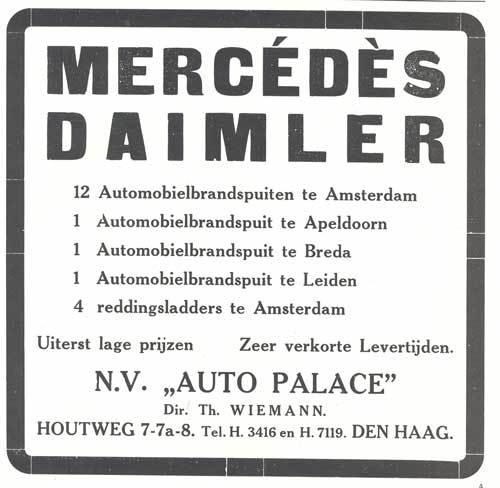 MERCÉDÈS
DAIMLER
12 Automobielbrandspuiten te Amsterdam
1 Automobielbrandspuit te Apeldoorn
1 Automobielbrandspuit te Breda
1 Automobielbrandspuit te Leiden
4 reddingsladders te Amsterdam
Uiterst lage prijzen Zeer verkorte Levertijden.
N.V. „AUTO PALACE”
Dir. Th. WIEMANN.
HOUTWEG 7-7a-8. Tel. H. 3416 en H. 7119. DEN HAAG.
A